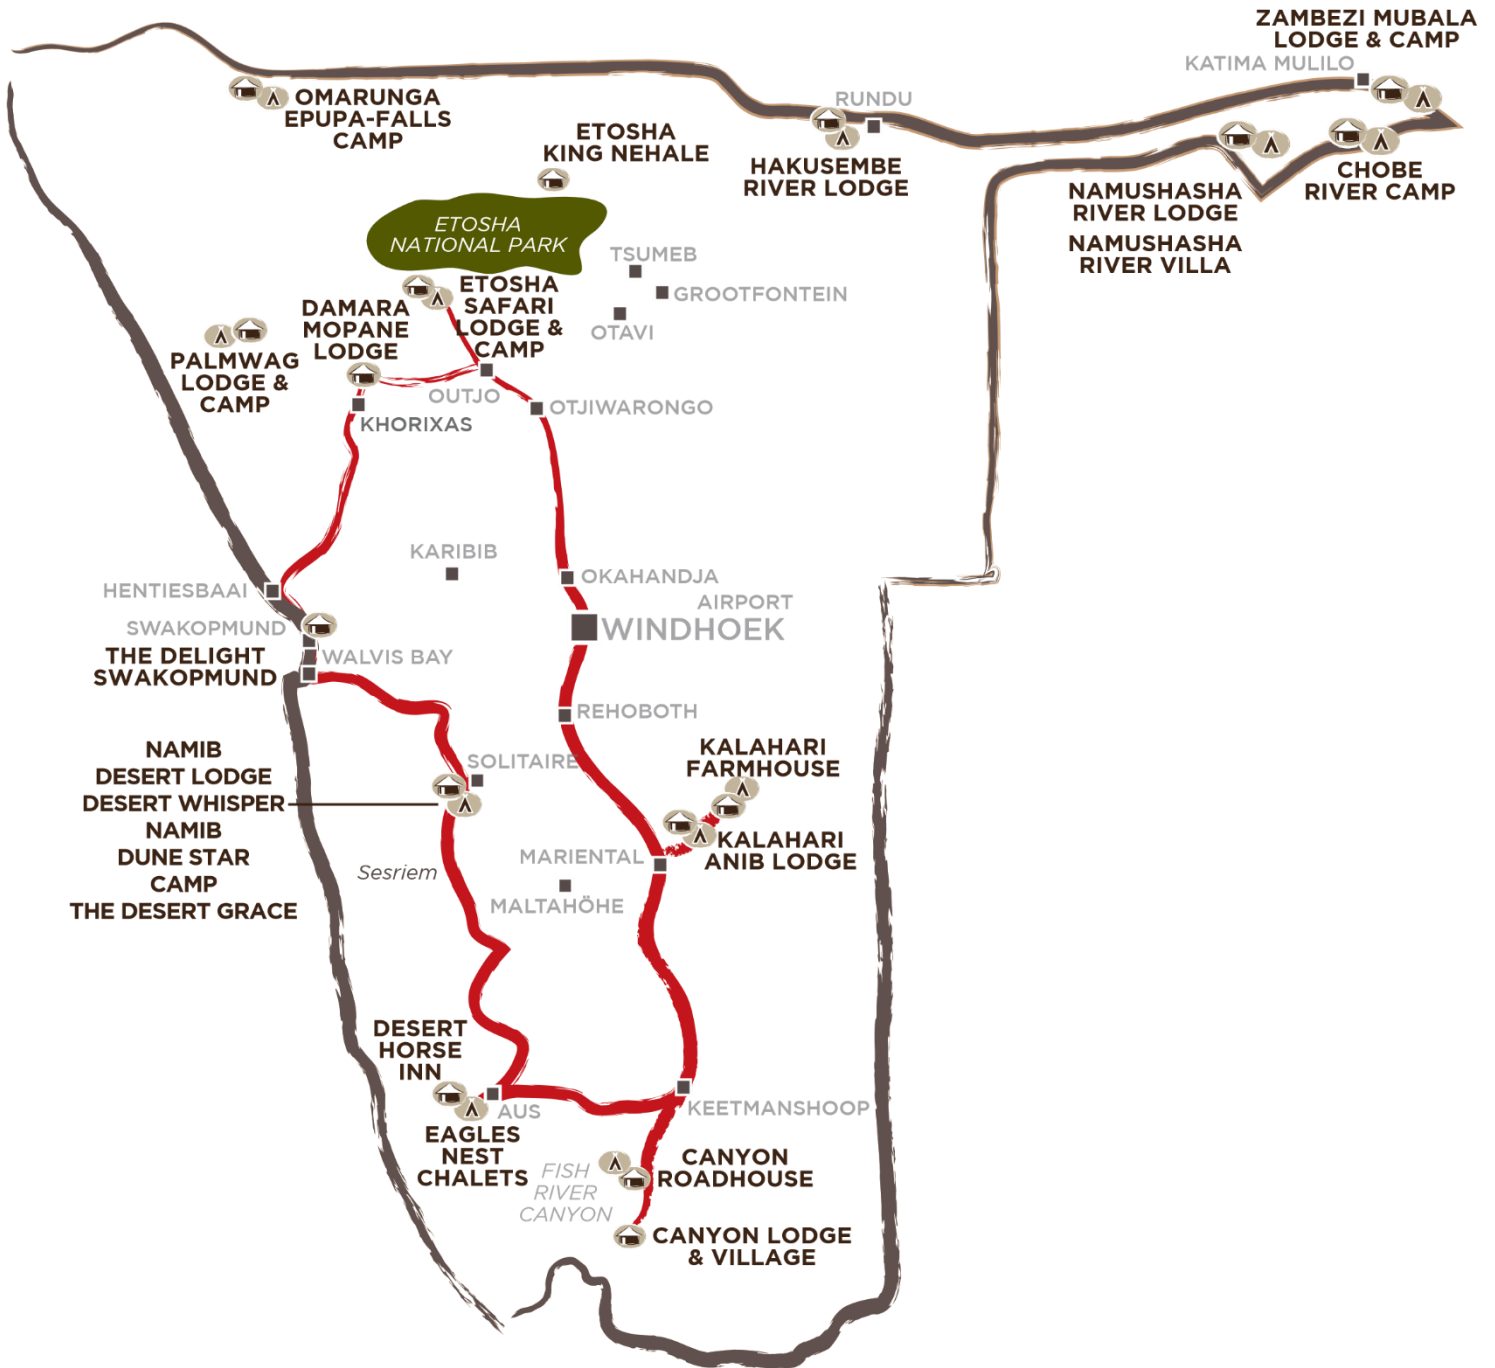 ZAMBEZI MUBALA
LODGE & CAMP
KATIMA MULILO
OMARUNGA
EPUPA-FALLS
CAMP
RUNDU
HAKUSEMBE
RIVER LODGE
ETOSHA
KING NEHALE
NAMUSHASHA
RIVER LODGE
NAMUSHASHA
RIVER VILLA
CHOBE
RIVER CAMP
ETOSHA
NATIONAL PARK
TSUMEB
GROOTFONTEIN
OTAVI
ETOSHA
SAFARI
LODGE &
CAMP
DAMARA
MOPANE
LODGE
PALMWAG
LODGE &
CAMP
OUTJO
OTJIWARONGO
KHORIXAS
KARIBIB
HENTIESBAAI
OKAHANDJA
AIRPORT
WINDHOEK
SWAKOPMUND
THE DELIGHT
SWAKOPMUND
WALVIS BAY
REHOBOTH
NAMIB
DESERT LODGE
DESERT WHISPER
NAMIB
DUNE STAR
CAMP
THE DESERT GRACE
SOLITAIRE
KALAHARI
FARMHOUSE
KALAHARI
ANIB LODGE
MARIENTAL
Sesriem
MALTAHÖHE
DESERT
HORSE
INN
AUS
EAGLES
NEST
CHALETS
KEETMANSHOOP
FISH
RIVER
CANYON
CANYON
ROADHOUSE
CANYON LODGE
& VILLAGE